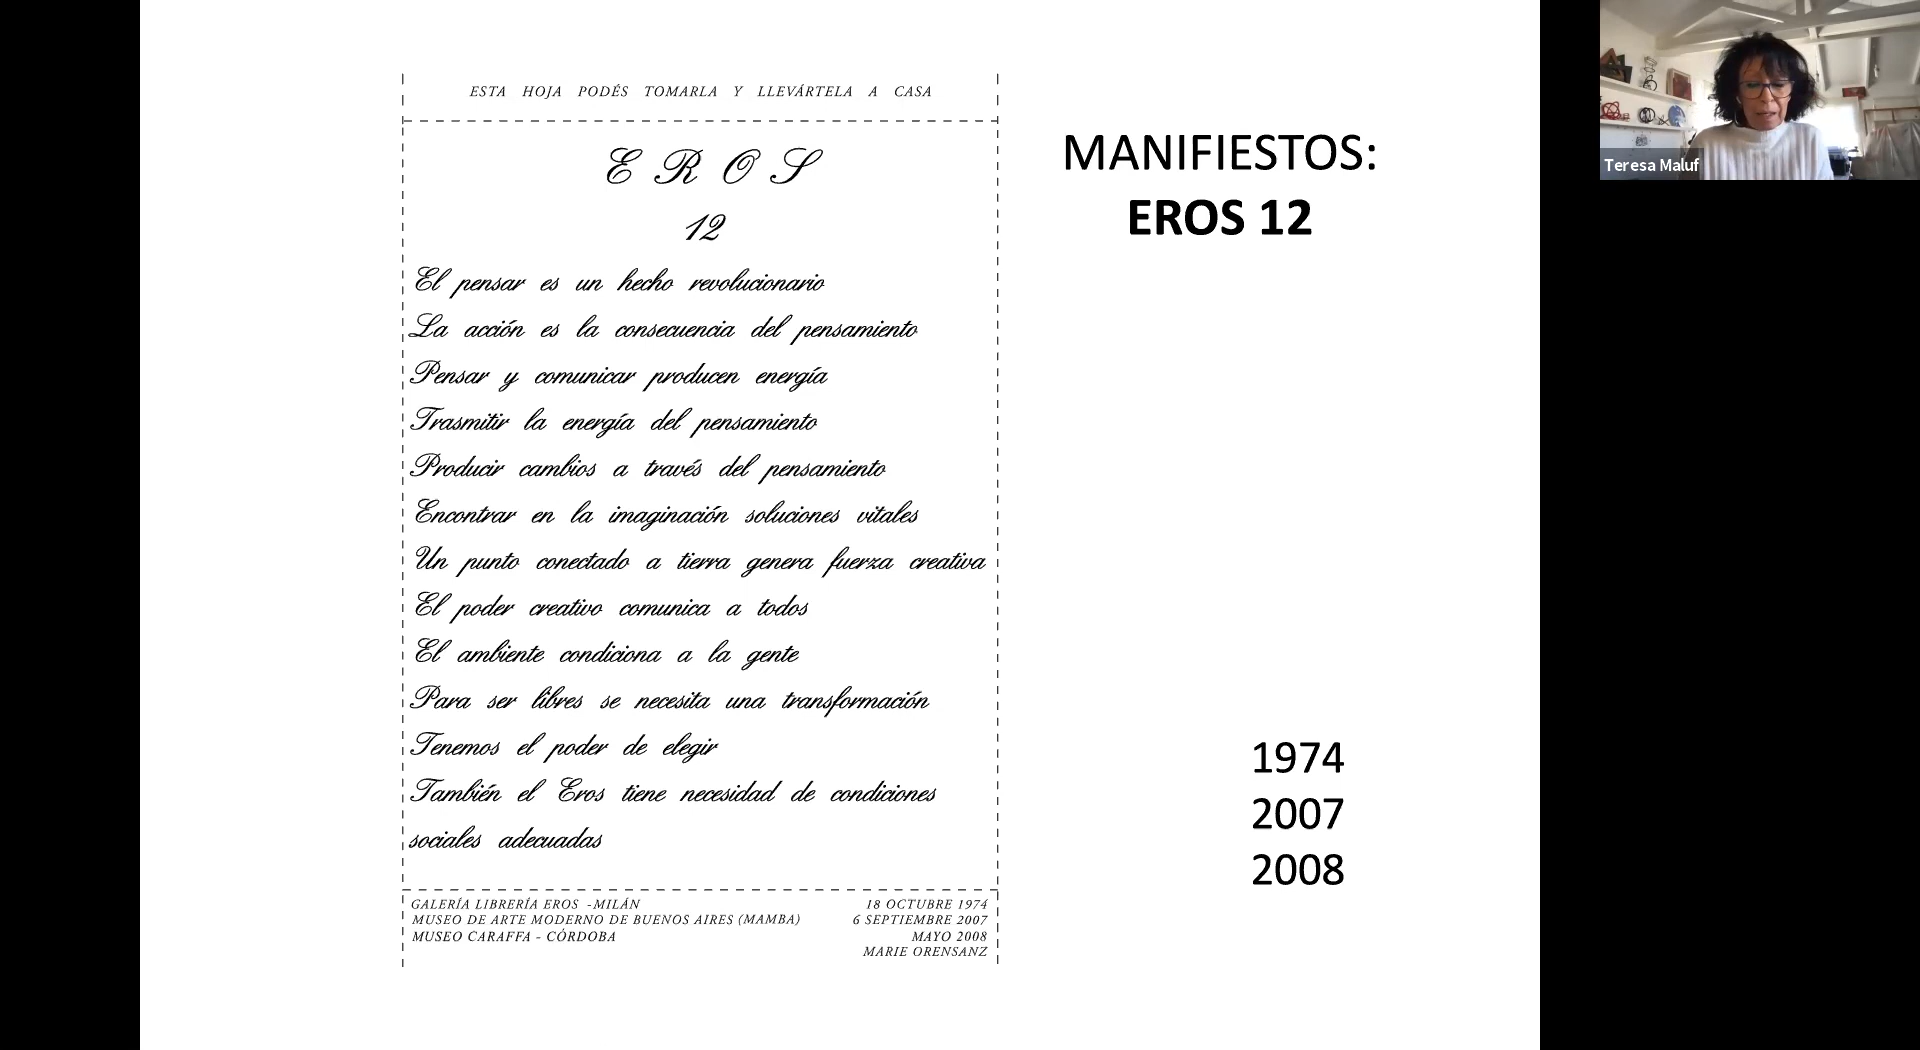 ESTA HOJA PODÉS TOMARLA Y LLEVÁRTELA A CASA
EROS
12
El pensar es un hecho revolucionario
La acción es la consecuencia del pensamiento
Pensar y comunicar producen energía
Trasmitir la energía del pensamiento
Producir cambios a través del pensamiento
Encontrar en la imaginación soluciones vitales
Un punto conectado a tierra genera fuerza creativa
El poder creativo comunica a todos
El ambiente condiciona a la gente
Para ser libres se necesita una transformación
Tenemos el poder de elegir
También el Eros tiene necesidad de condiciones
sociales adecuadas
GALERÍA LIBRERÍA EROS -MILÁN 18 OCTUBRE 1974
MUSEO DE ARTE MODERNO DE BUENOS AIRES (MAMBA) 6 SEPTIEMBRE 2007
MUSEO CARAFFA - CÓRDOBA MAYO 2008
MARIE ORENSANZ
MANIFIESTOS:
EROS 12
1974
2007
2008
Teresa Maluf